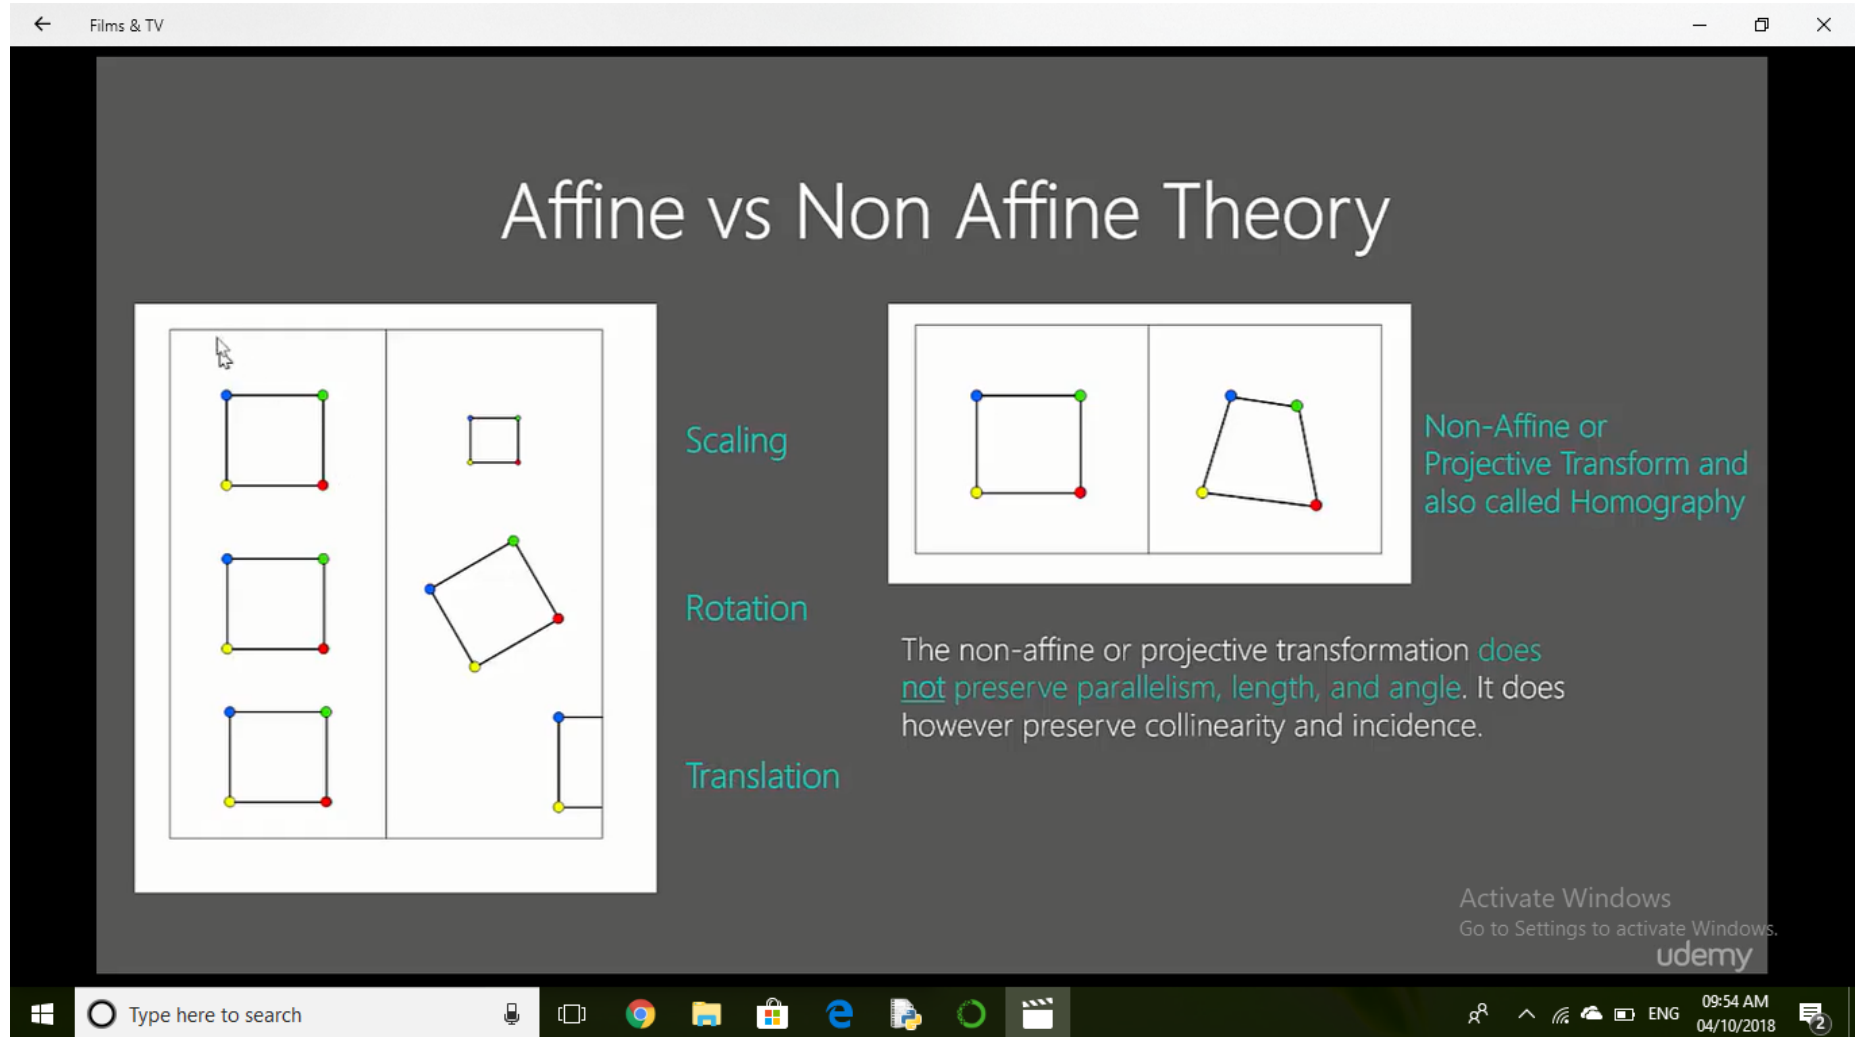 Films & TV
Affine vs Non Affine Theory
Scaling
Rotation
Translation
Non-Affine or
Projective Transform and
also called Homography
The non-affine or projective transformation does
not preserve parallelism, length, and angle. It does
however preserve collinearity and incidence.
Activate Windows
Go to Settings to activate Windows.
udemy
Type here to search
ENG
09:54 AM
04/10/2018
2